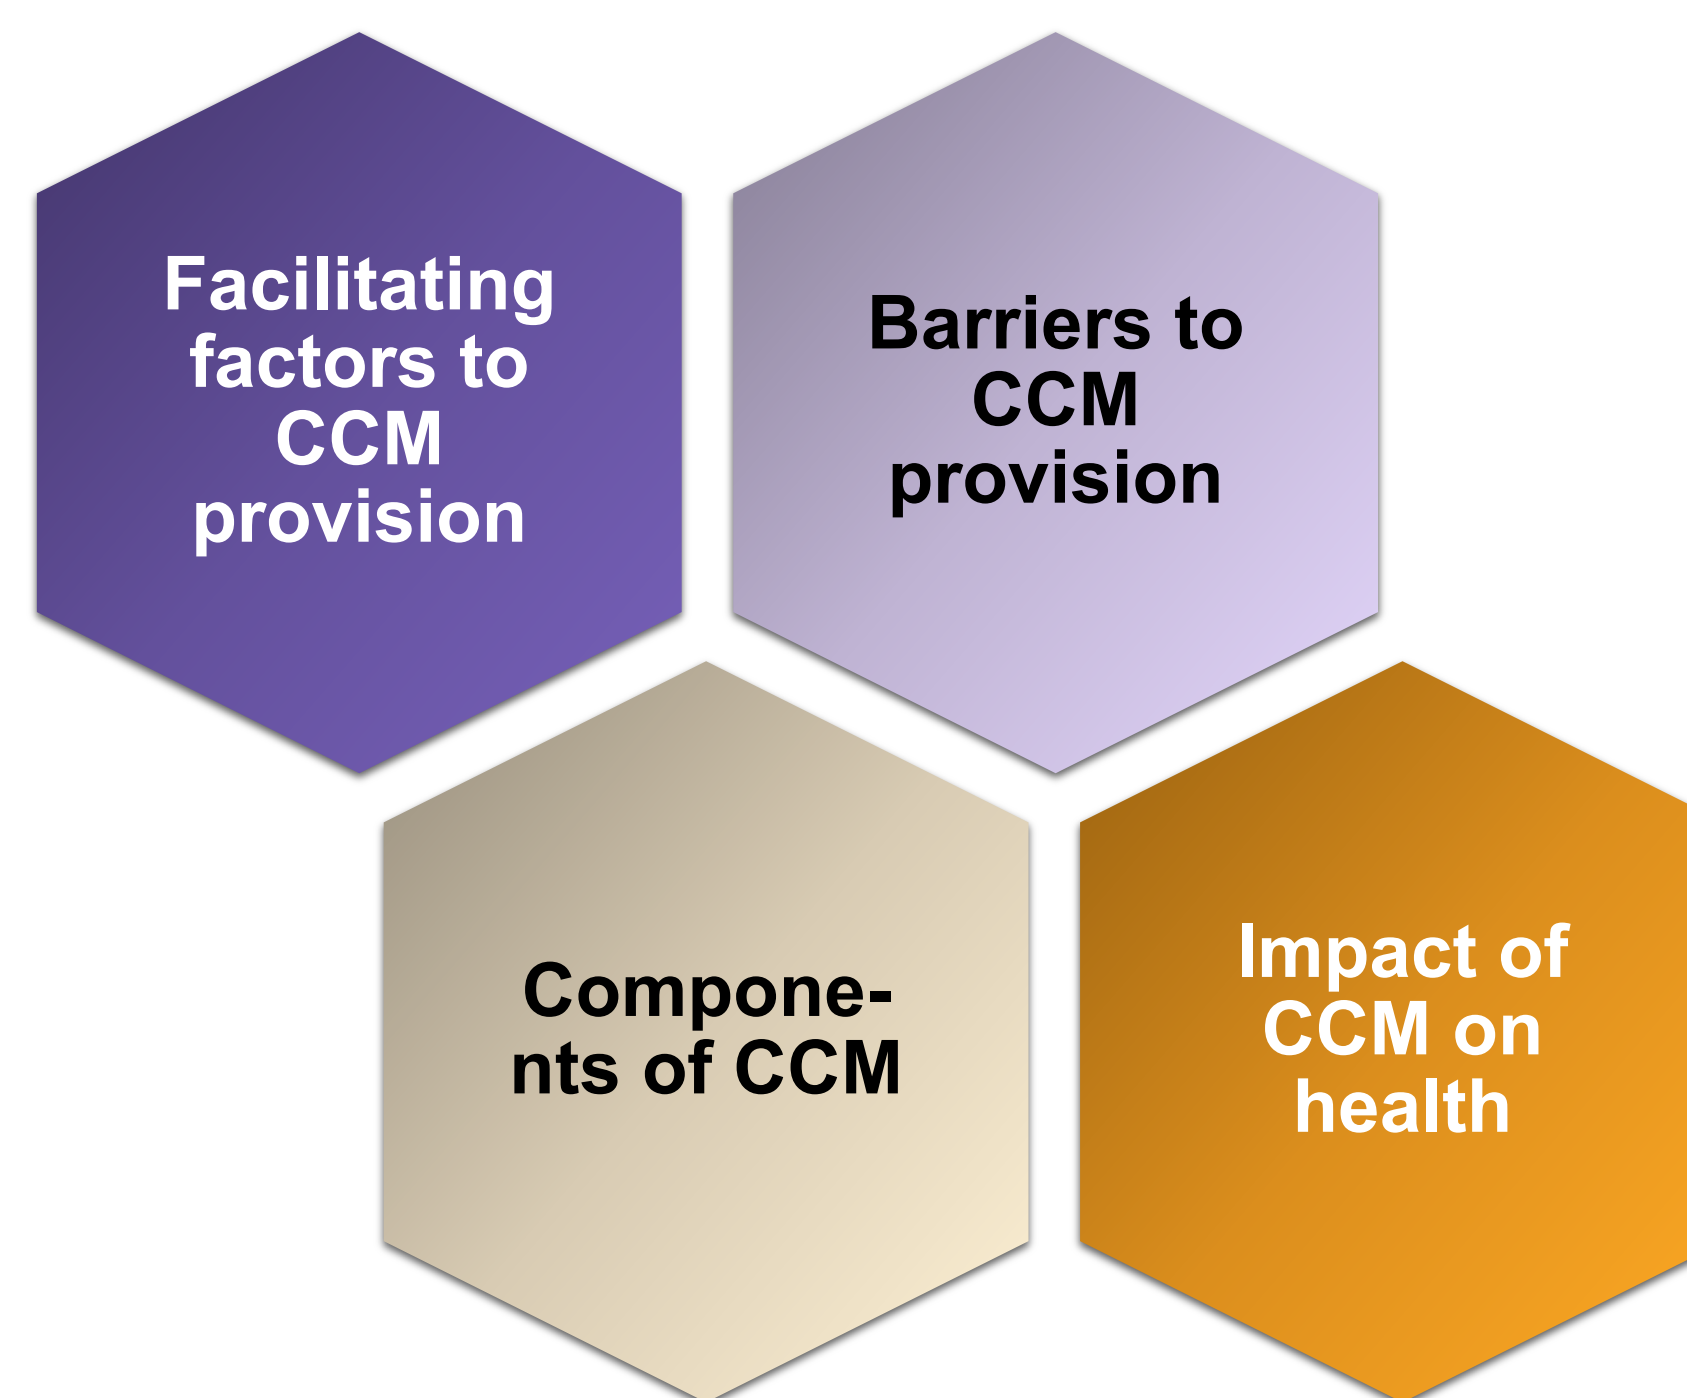 Facilitating
factors to
CCM
provision
Barriers to
CCM
provision
Compone-
nts of CCM
Impact of
CCM on
health